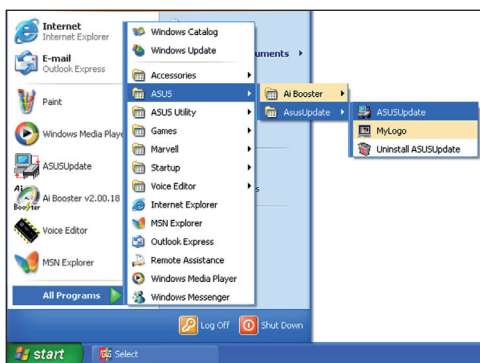 Internet
Internet Explorer
E-mail
Outlook Express
Paint
Windows Media Playe
ASUSUpdate
Ai Booster v2.00.18
Voice Editor
MSN Explorer
All Programs
Windows Catalog
Windows Update
Accessories
ASUS
ASUS Utility
Games
Marvell
Startup
Voice Editor
Internet Explorer
MSN Explorer
Outlook Express
Remote Assistance
Windows Media Player
Windows Messenger
uments
s
Ai Booster
AsusUpdate
ASUSUpdate
MyLogo
Uninstall ASUSUpdate
Log Off
Shut Down
start
Select